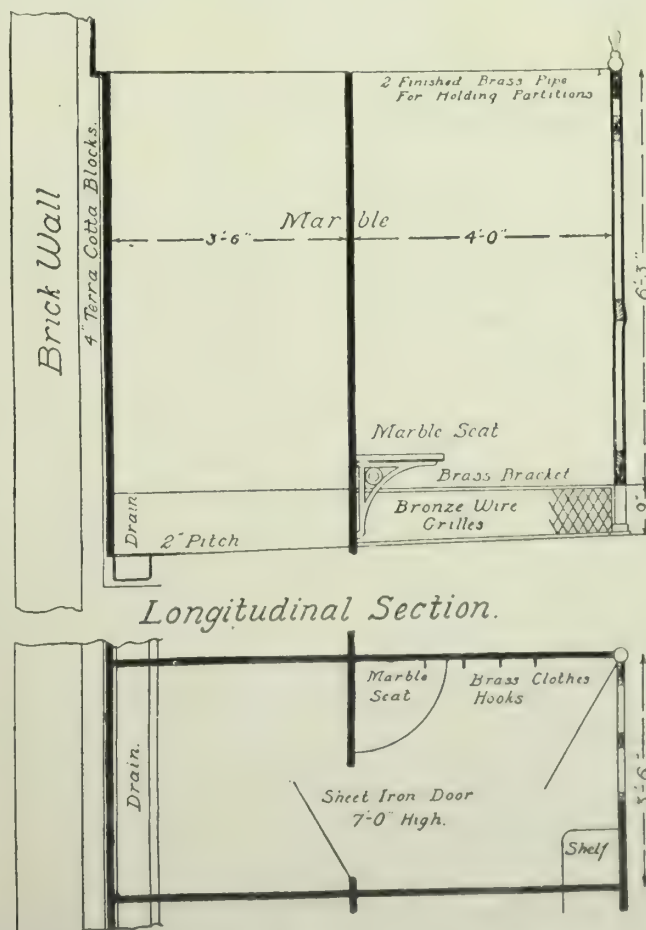 2 Finished Brass Pipe
For Holding Partitions
Brick Wall
4" Terra Cotta Blocks.
Marble
3'-6"
4'-0"
6'-3"
Marble Seat
Brass Bracket
Bronze Wire
Grilles
Drain
2" Pitch
Longitudinal Section.
Marble
Seat
Brass Clothes
Hooks
Drain.
Sheet Iron Door
7'-0" High.
3'-6"
Shelf